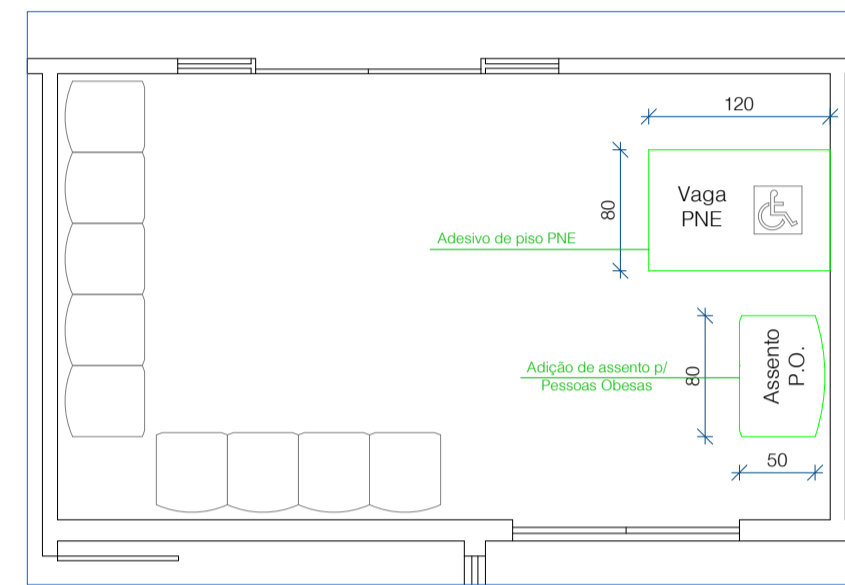 120
Vaga
PNE
80
Adesivo de piso PNE
Adição de assento p/
Pessoas Obesas
80
Assento
P.O.
50